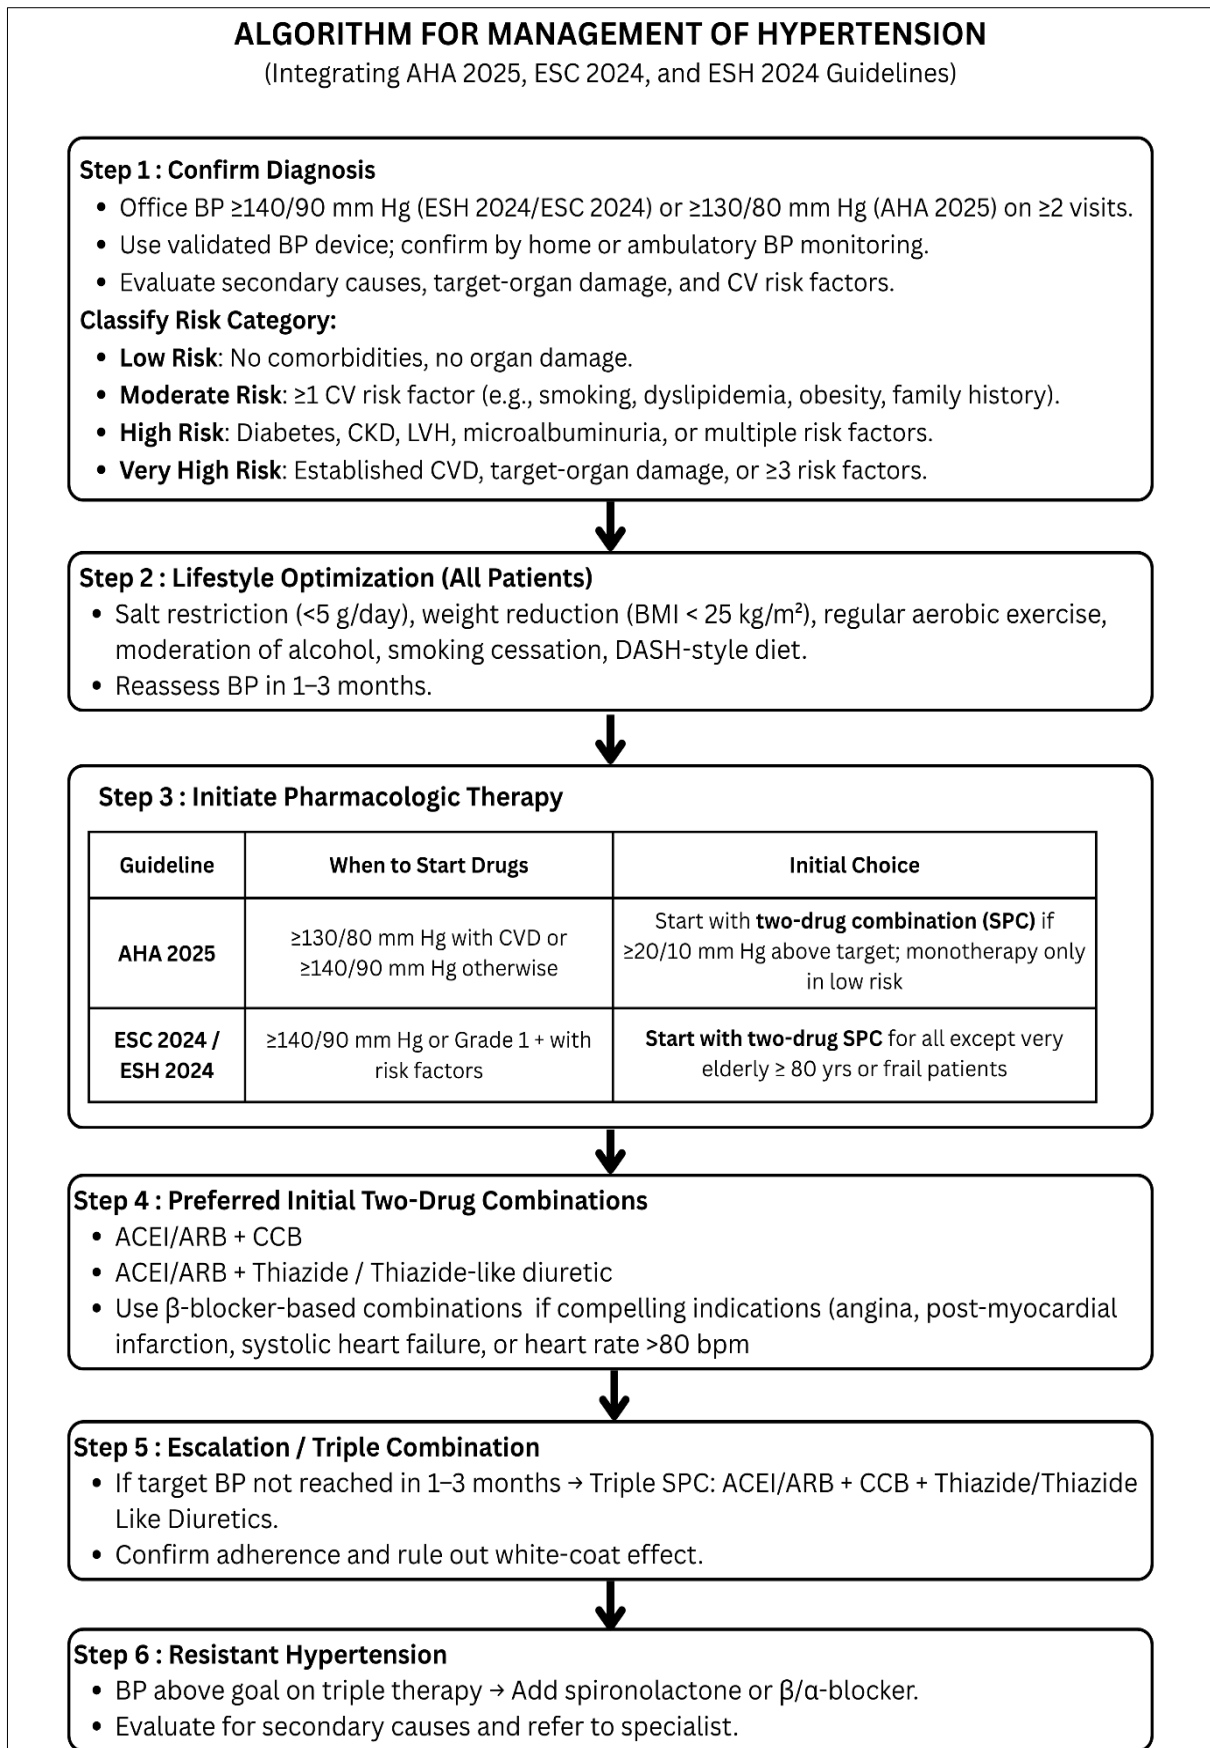 ALGORITHM FOR MANAGEMENT OF HYPERTENSION
(Integrating AHA 2025, ESC 2024, and ESH 2024 Guidelines)
Step 1 : Confirm Diagnosis
• Office BP ≥140/90 mm Hg (ESH 2024/ESC 2024) or ≥130/80 mm Hg (AHA 2025) on ≥2 visits.
• Use validated BP device; confirm by home or ambulatory BP monitoring.
• Evaluate secondary causes, target-organ damage, and CV risk factors.
Classify Risk Category:
• Low Risk: No comorbidities, no organ damage.
• Moderate Risk: ≥1 CV risk factor (e.g., smoking, dyslipidemia, obesity, family history).
• High Risk: Diabetes, CKD, LVH, microalbuminuria, or multiple risk factors.
• Very High Risk: Established CVD, target-organ damage, or ≥3 risk factors.
Step 2 : Lifestyle Optimization (All Patients)
• Salt restriction (<5 g/day), weight reduction (BMI < 25 kg/m²), regular aerobic exercise,
moderation of alcohol, smoking cessation, DASH-style diet.
• Reassess BP in 1–3 months.
Step 3 : Initiate Pharmacologic Therapy
Guideline
When to Start Drugs
Initial Choice
AHA 2025
≥130/80 mm Hg with CVD or
≥140/90 mm Hg otherwise
Start with two-drug combination (SPC) if
≥20/10 mm Hg above target; monotherapy only
in low risk
ESC 2024 /
ESH 2024
≥140/90 mm Hg or Grade 1 + with
risk factors
Start with two-drug SPC for all except very
elderly ≥ 80 yrs or frail patients
Step 4 : Preferred Initial Two-Drug Combinations
• ACEI/ARB + CCB
• ACEI/ARB + Thiazide / Thiazide-like diuretic
• Use β-blocker-based combinations if compelling indications (angina, post-myocardial
infarction, systolic heart failure, or heart rate >80 bpm
Step 5 : Escalation / Triple Combination
• If target BP not reached in 1–3 months → Triple SPC: ACEI/ARB + CCB + Thiazide/Thiazide
Like Diuretics.
• Confirm adherence and rule out white-coat effect.
Step 6 : Resistant Hypertension
• BP above goal on triple therapy → Add spironolactone or β/α-blocker.
• Evaluate for secondary causes and refer to specialist.